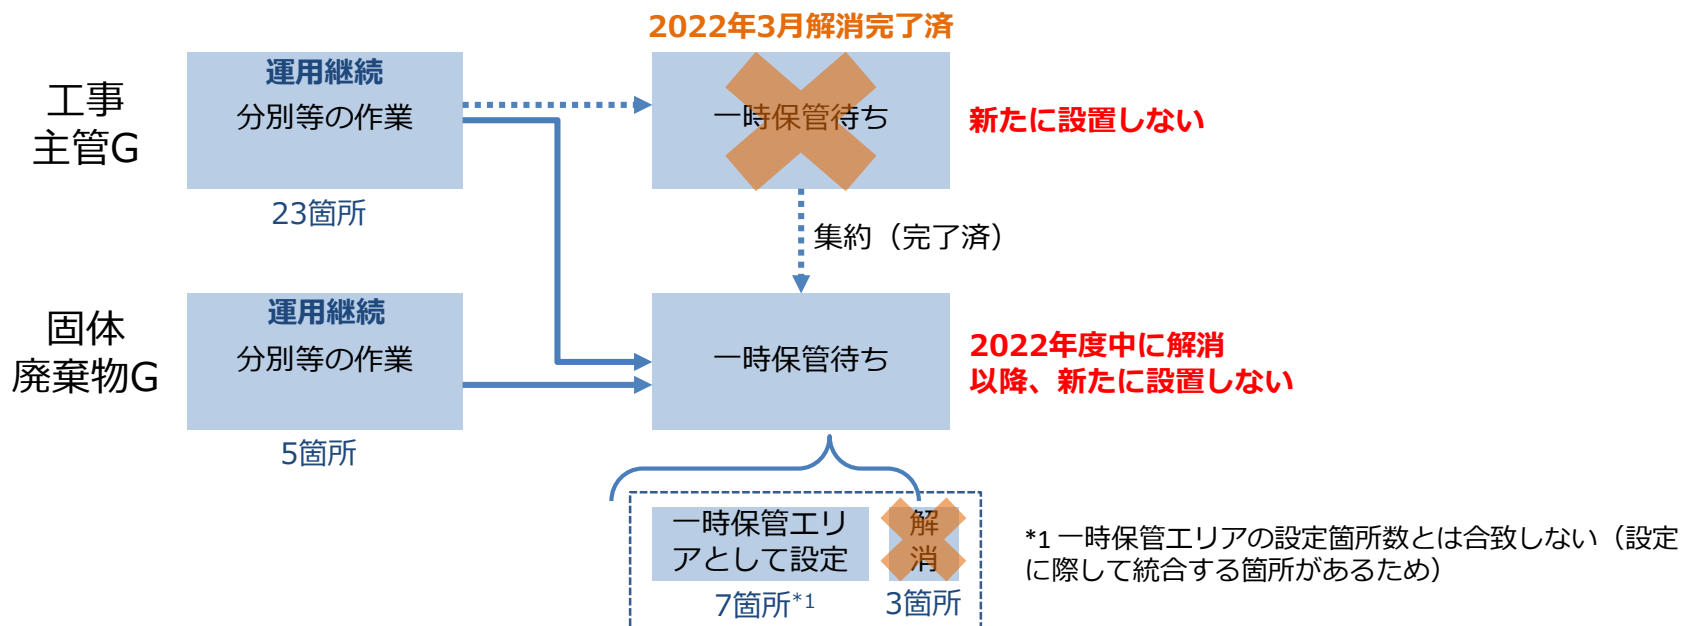 2022年3月解消完了済
工事
主管G
運用継続
分別等の作業
23箇所
一時保管待ち
新たに設置しない
集約（完了済）
固体
廃棄物G
運用継続
分別等の作業
5箇所
一時保管待ち
2022年度中に解消
以降、新たに設置しない
一時保管エリ
アとして設定
7箇所*1
解
消
3箇所
*1 一時保管エリアの設定箇所数とは合致しない（設定
に際して統合する箇所があるため）